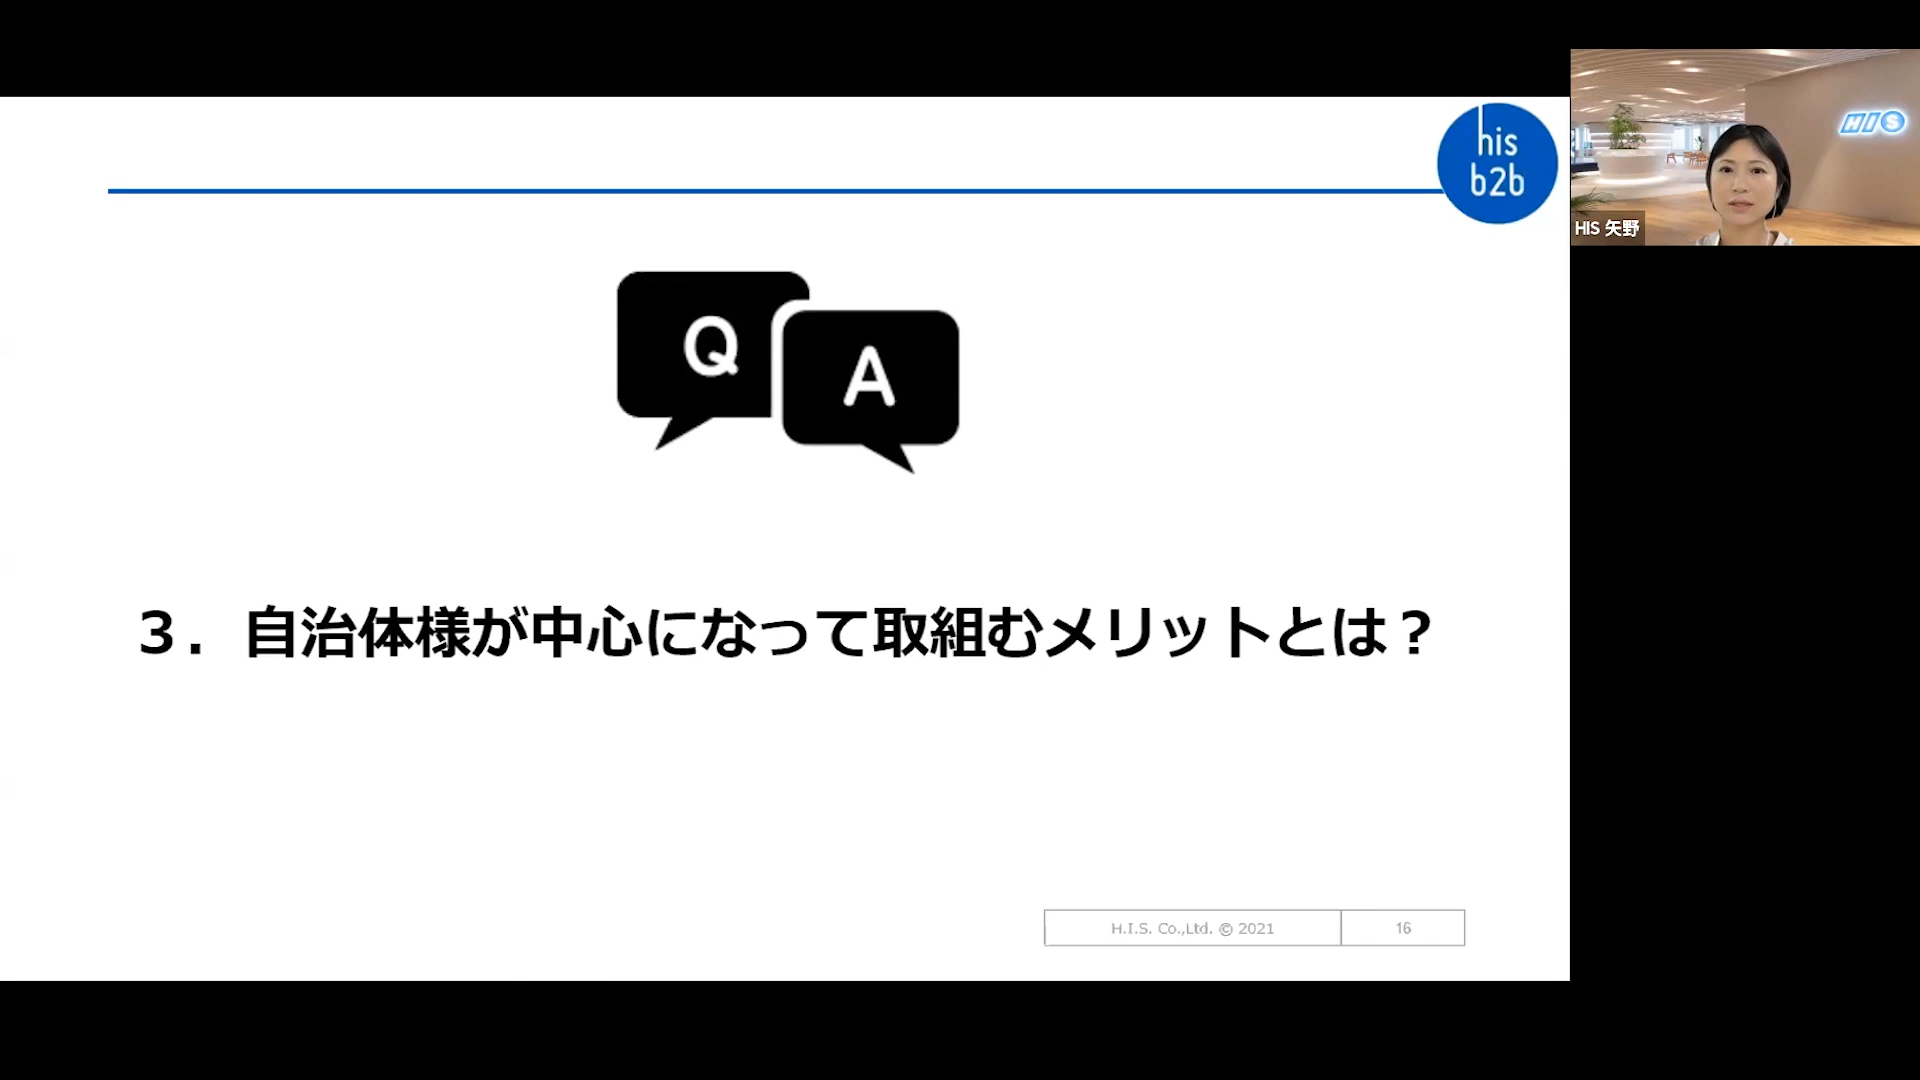 his
b2b
HIS
HIS 矢野
Q
A
３．自治体様が中心になって取組むメリットとは？
H.I.S. Co.,Ltd. © 2021
16